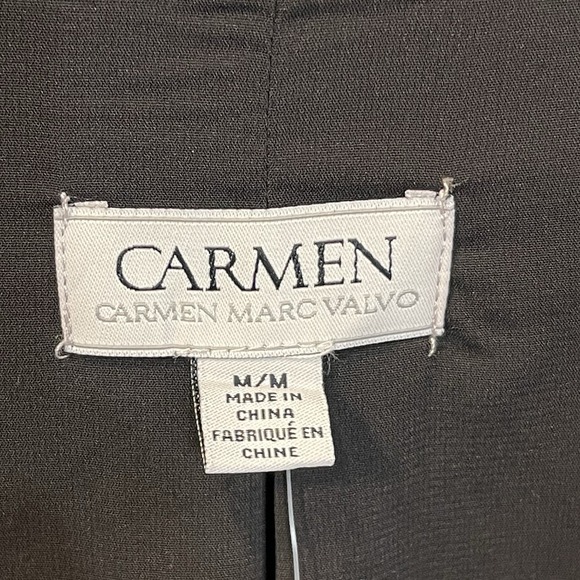 CARMEN
CARMEN MARC VALVO
M/M
MADE IN
CHINA
FABRIQUÉ EN
CHINE